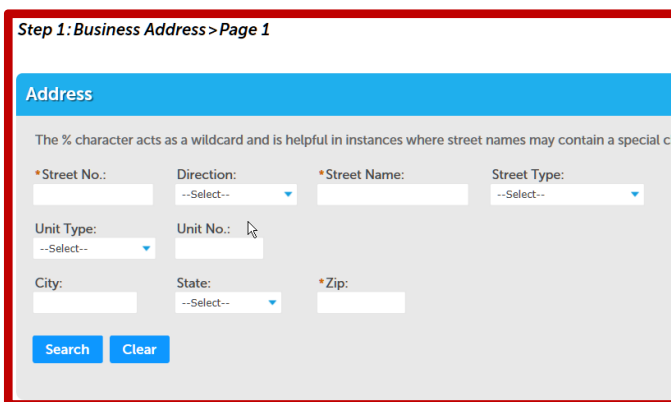 Step 1: Business Address > Page 1
Address
The % character acts as a wildcard and is helpful in instances where street names may contain a special
*Street No.: Direction: *Street Name: Street Type:
--Select-- --Select--
Unit Type: Unit No.:
--Select--
City: State: *Zip:
--Select--
Search Clear